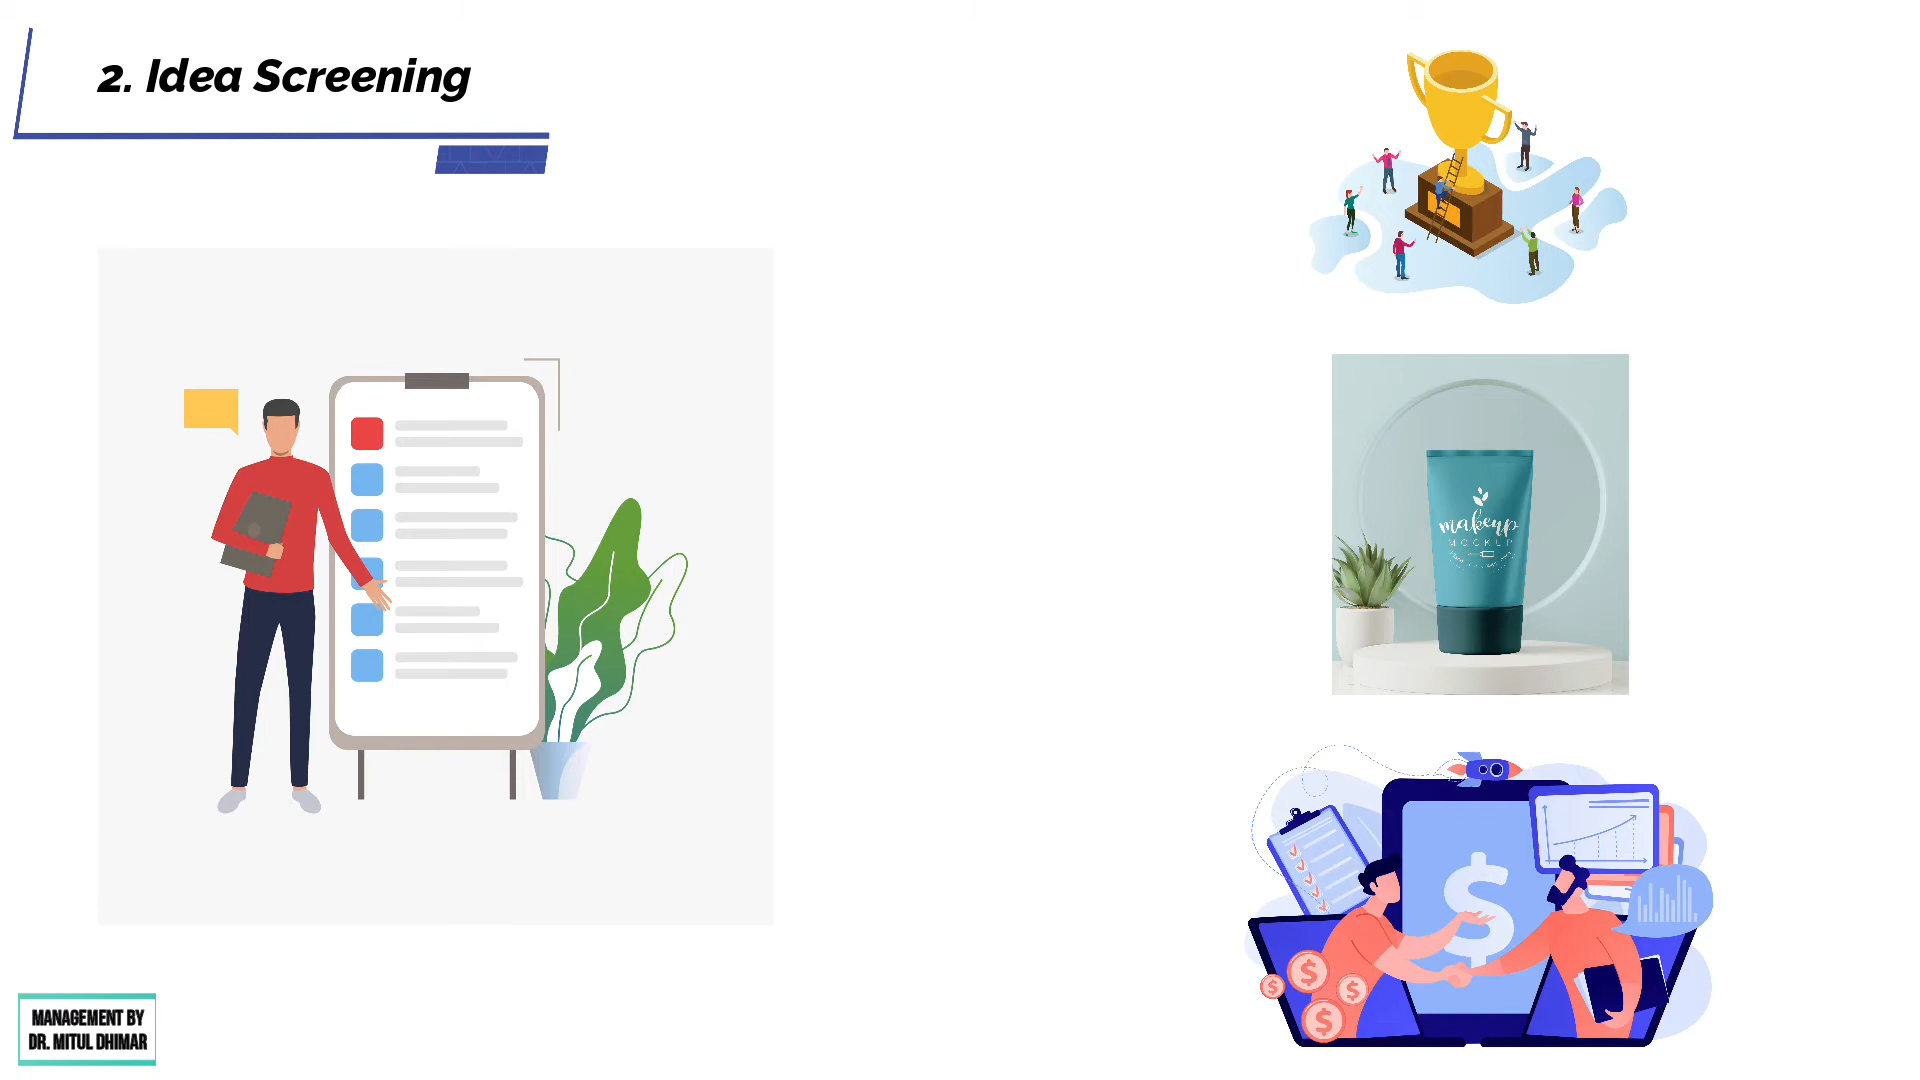 2. Idea Screening
makeup
MOCKUP
$
$
$
$
$
MANAGEMENT BY
DR. MITUL DHIMAR